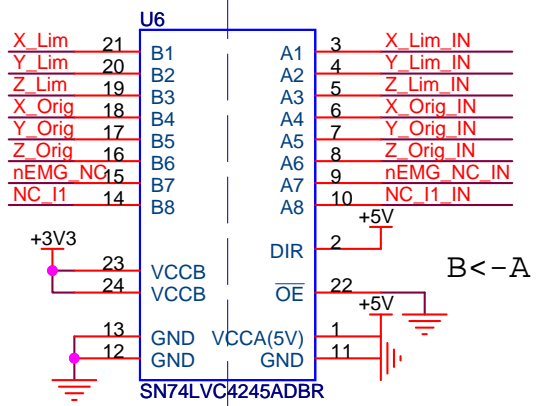 U6
X_Lim 21 B1 A1 3 X_Lim_IN
Y_Lim 20 B2 A2 4 Y_Lim_IN
Z_Lim 19 B3 A3 5 Z_Lim_IN
X_Orig 18 B4 A4 6 X_Orig_IN
Y_Orig 17 B5 A5 7 Y_Orig_IN
Z_Orig 16 B6 A6 8 Z_Orig_IN
nEMG_NC 15 B7 A7 9 nEMG_NC_IN
NC_I1 14 B8 A8 10 NC_I1_IN
+5V
+3V3 DIR 2
B<-A
23 VCCB
24 VCCB OE 22
+5V
13 GND VCCA(5V) 1
12 GND GND 11
SN74LVC4245ADBR